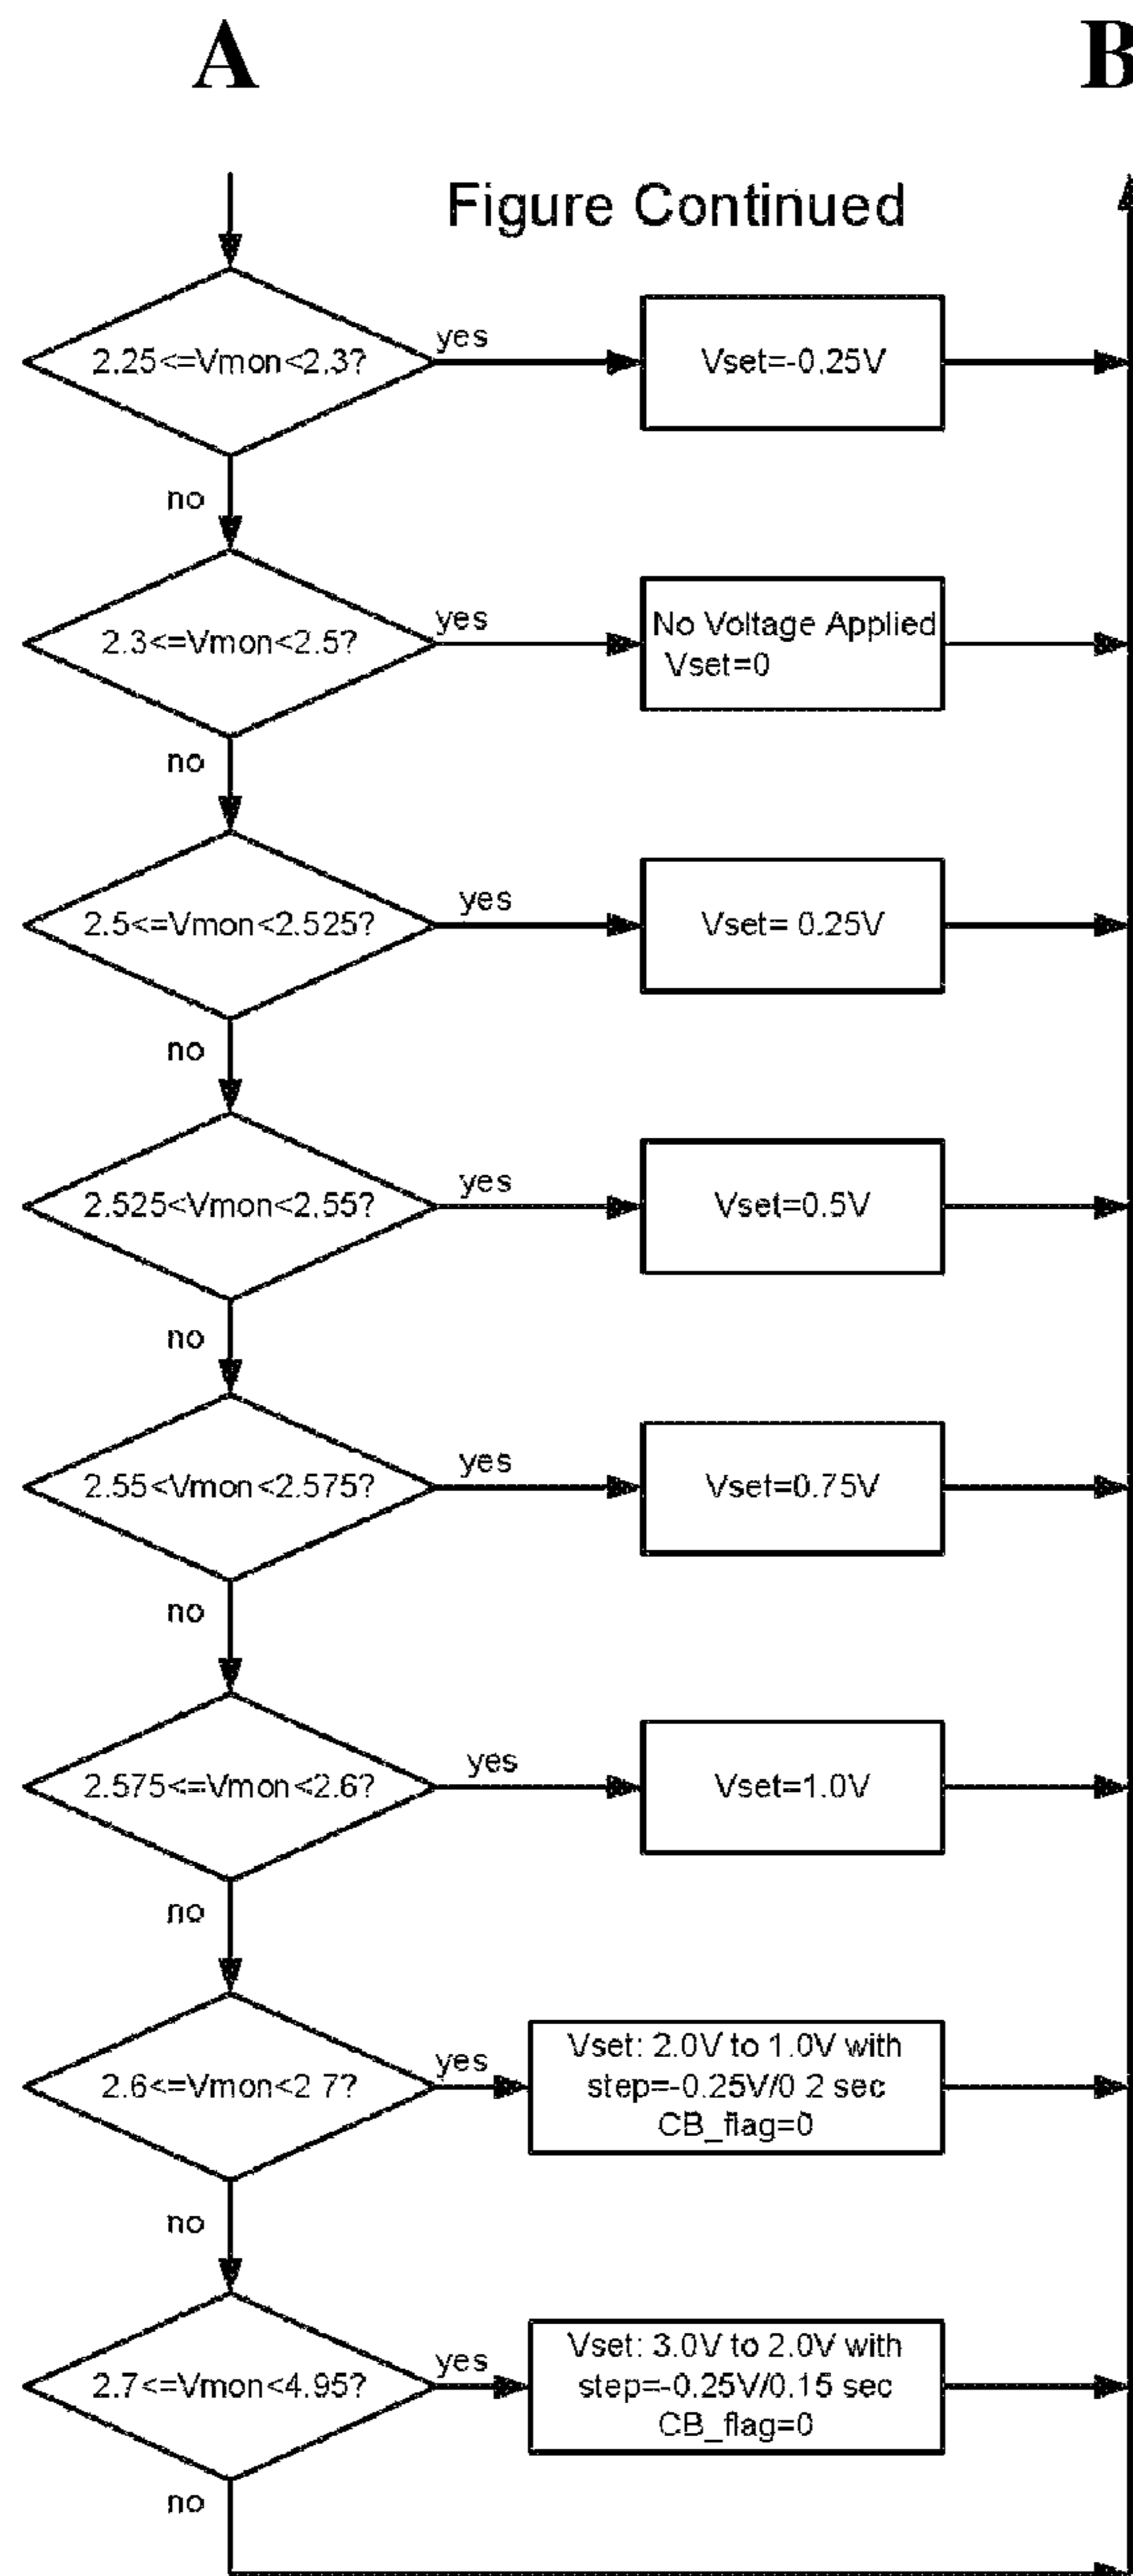 A
B
Figure Continued
2.25<=Vmon<2.3?
yes
Vset=-0.25V
no
2.3<=Vmon<2.5?
yes
No Voltage Applied
Vset=0
no
2.5<=Vmon<2.525?
yes
Vset= 0.25V
no
2.525<Vmon<2.55?
yes
Vset=0.5V
no
2.55<Vmon<2.575?
yes
Vset=0.75V
no
2.575<=Vmon<2.6?
yes
Vset=1.0V
no
2.6<=Vmon<2 7?
yes
Vset: 2.0V to 1.0V with
step=-0.25V/0 2 sec
CB_flag=0
no
2.7<=Vmon<4.95?
yes
Vset: 3.0V to 2.0V with
step=-0.25V/0.15 sec
CB_flag=0
no